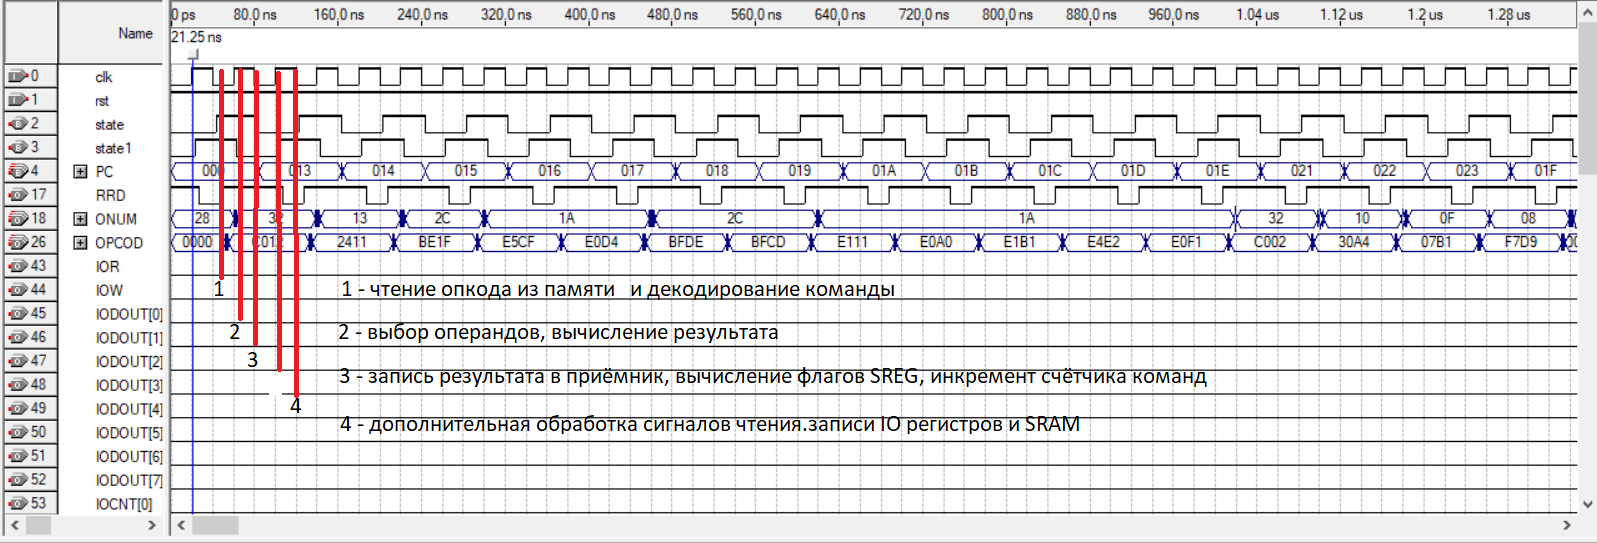 0 ps 80.0 ns 160.0 ns 240.0 ns 320.0 ns 400.0 ns 480.0 ns 560.0 ns 640.0 ns 720.0 ns 800.0 ns 880.0 ns 960.0 ns 1.04 us 1.12 us 1.2 us 1.28 us
Name
21.25 ns
0 clk
1 rst
2 state
3 state1
4 PC 000 013 014 015 016 017 018 019 01A 01B 01C 01D 01E 021 022 023 01F
17 RRD
18 ONUM 28 32 13 2C 1A 2C 1A 32 10 0F 08
26 OPCOD 0000 C012 2411 BE1F E5CF E0D4 BFDE BFCD E111 E0A0 E1B1 E4E2 E0F1 C002 30A4 07B1 F7D9
43 IOR
44 IOW 1 1 - чтение опкода из памяти и декодирование команды
45 IODOUT[0]
46 IODOUT[1] 2 2 - выбор операндов, вычисление результата
47 IODOUT[2] 3
48 IODOUT[3] 3 - запись результата в приёмник, вычисление флагов SREG, инкремент счётчика команд
49 IODOUT[4] 4
50 IODOUT[5] 4 - дополнительная обработка сигналов чтения.записи IO регистров и SRAM
51 IODOUT[6]
52 IODOUT[7]
53 IOCNT[0]